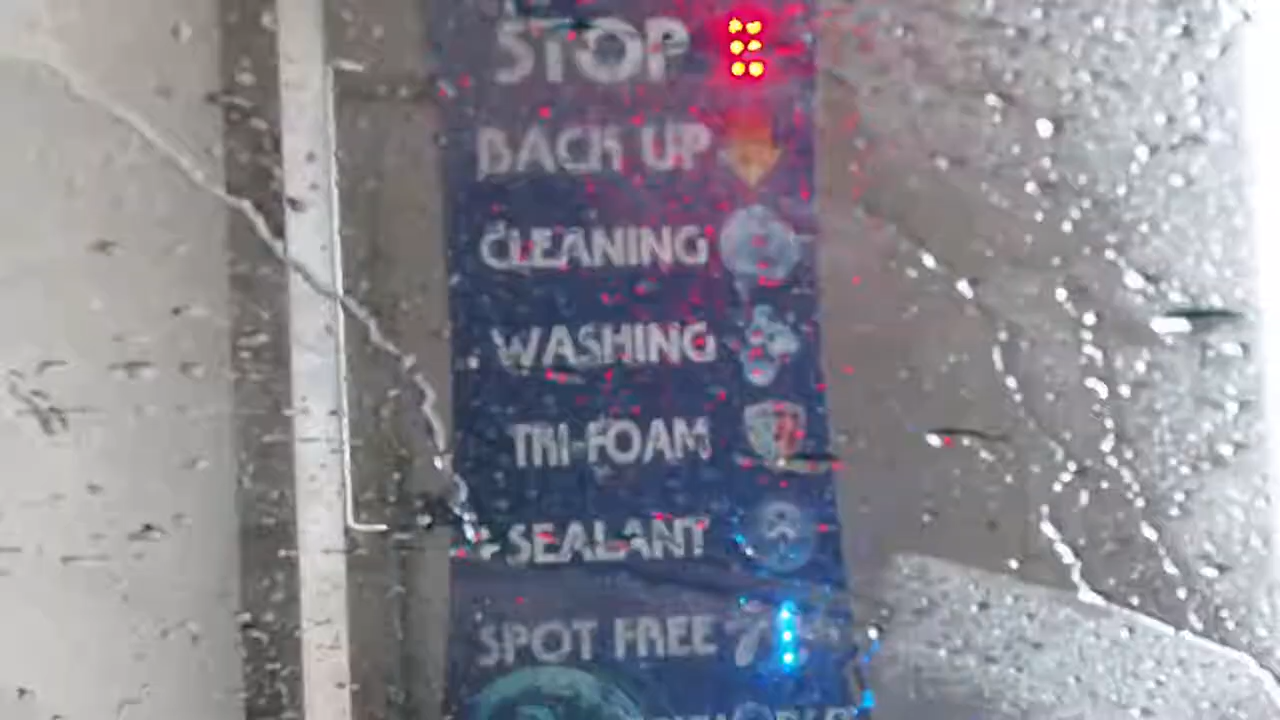 STOP
BACK UP
CLEANING
WASHING
TRI-FOAM
SEALANT
SPOT FREE